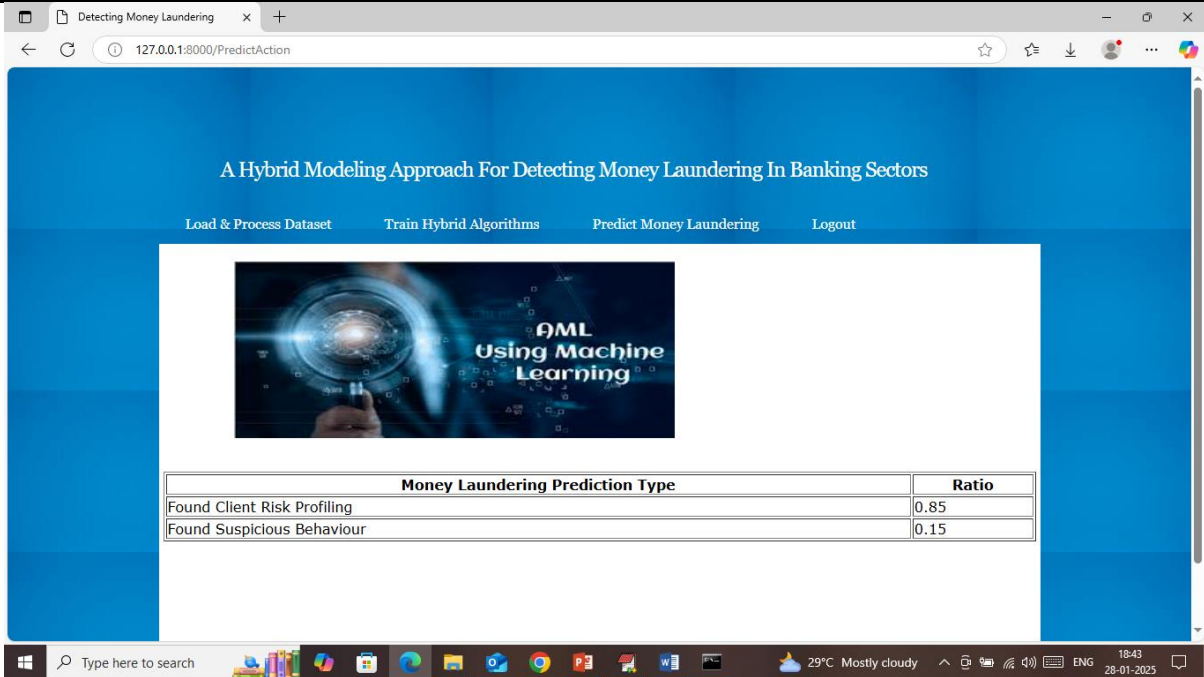 Detecting Money Laundering
127.0.0.1:8000/PredictAction
A Hybrid Modeling Approach For Detecting Money Laundering In Banking Sectors
Load & Process Dataset Train Hybrid Algorithms Predict Money Laundering Logout
AML
Using Machine
Learning
Money Laundering Prediction Type Ratio
Found Client Risk Profiling 0.85
Found Suspicious Behaviour 0.15
Type here to search 29°C Mostly cloudy ENG 18:43
28-01-2025